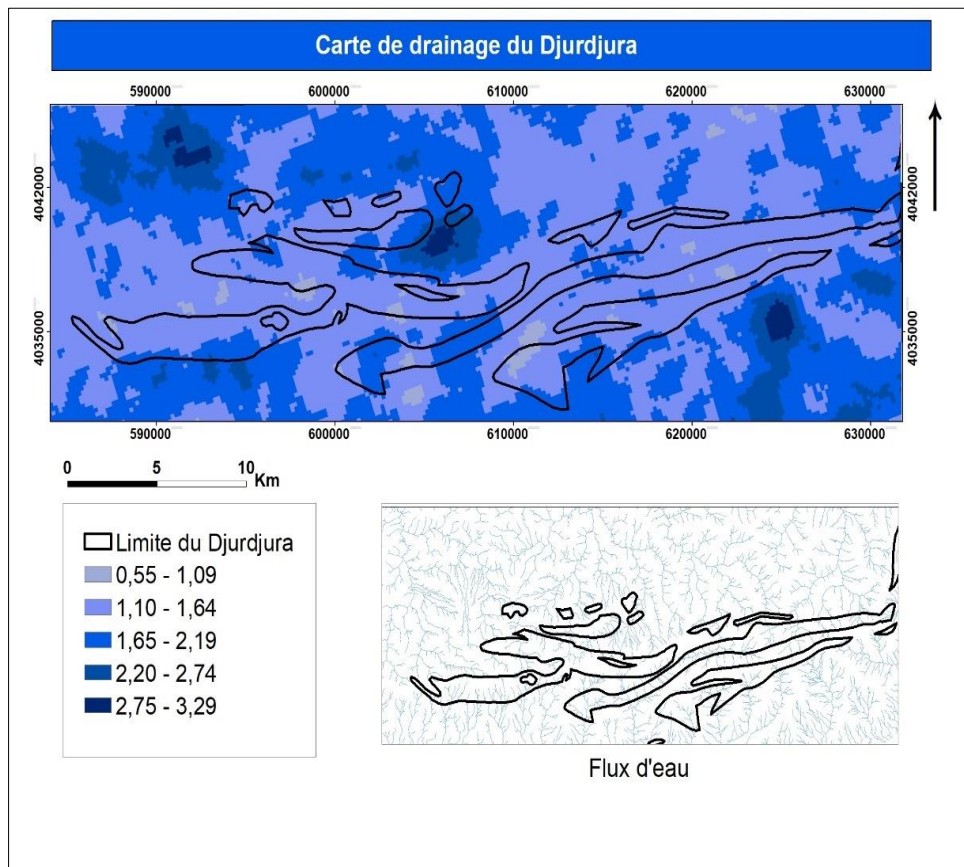 Carte de drainage du Djurdjura
590000 600000 610000 620000 630000
4042000 4042000
4035000 4035000
590000 600000 610000 620000 630000
0 5 10
Km
Limite du Djurdjura
0,55 - 1,09
1,10 - 1,64
1,65 - 2,19
2,20 - 2,74
2,75 - 3,29
Flux d'eau